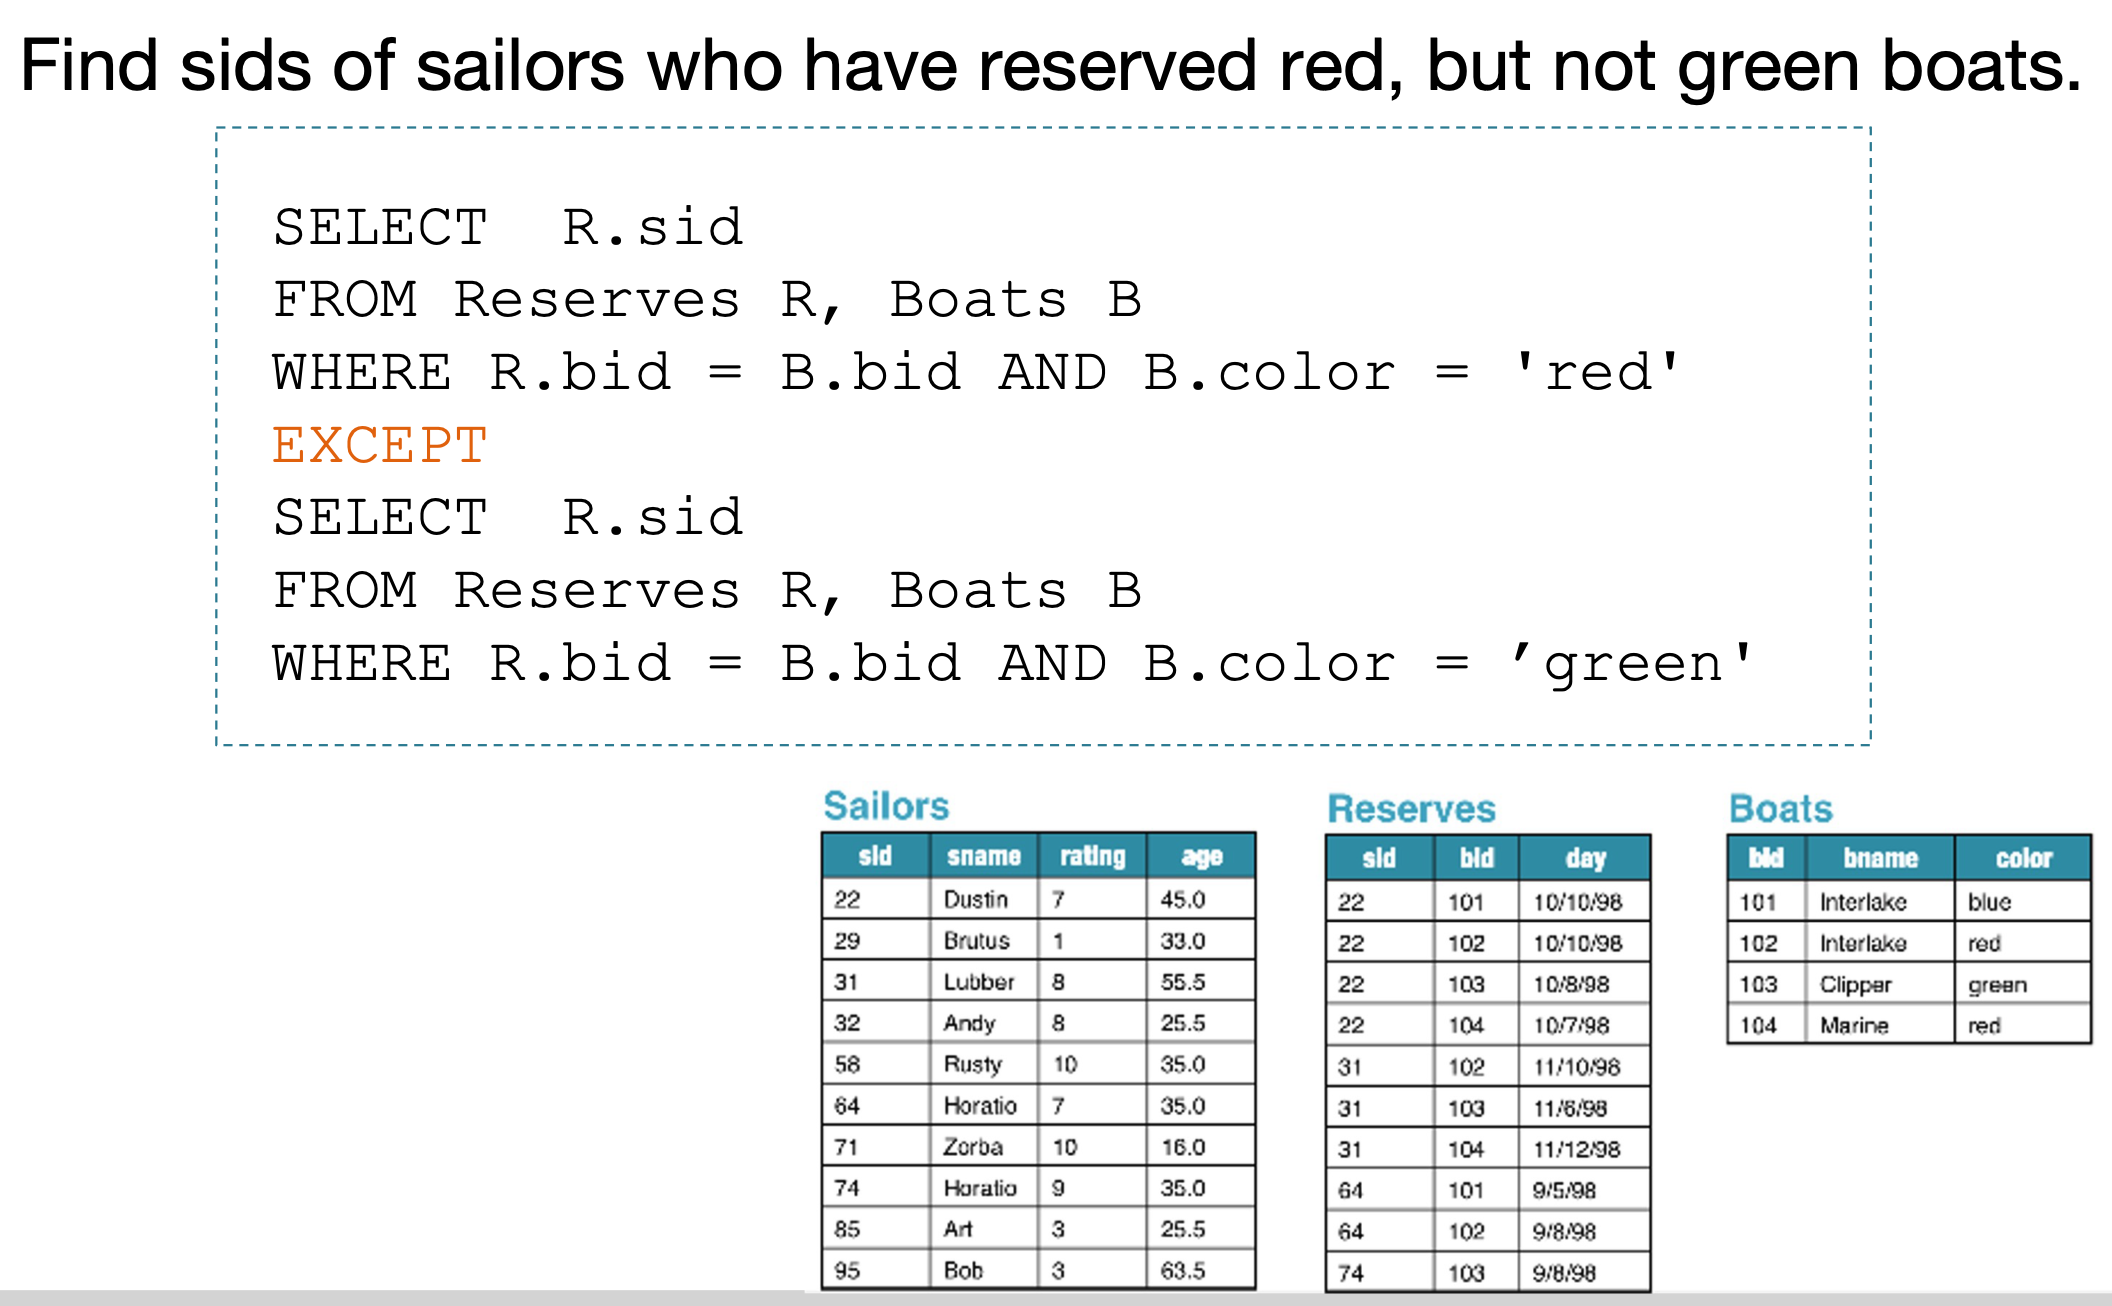 Find sids of sailors who have reserved red, but not green boats.
SELECT  R.sid
FROM Reserves R, Boats B
WHERE R.bid = B.bid AND B.color = 'red'
EXCEPT
SELECT  R.sid
FROM Reserves R, Boats B
WHERE R.bid = B.bid AND B.color = ’green'
Sailors
sid sname rating age
22 Dustin 7 45.0
29 Brutus 1 33.0
31 Lubber 8 55.5
32 Andy 8 25.5
58 Rusty 10 35.0
64 Horatio 7 35.0
71 Zorba 10 16.0
74 Horatio 9 35.0
85 Art 3 25.5
95 Bob 3 63.5
Reserves
sid bid day
22 101 10/10/98
22 102 10/10/98
22 103 10/8/98
22 104 10/7/98
31 102 11/10/98
31 103 11/6/98
31 104 11/12/98
64 101 9/5/98
64 102 9/8/98
74 103 9/8/98
Boats
bid bname color
101 Interlake blue
102 Interlake red
103 Clipper green
104 Marine red